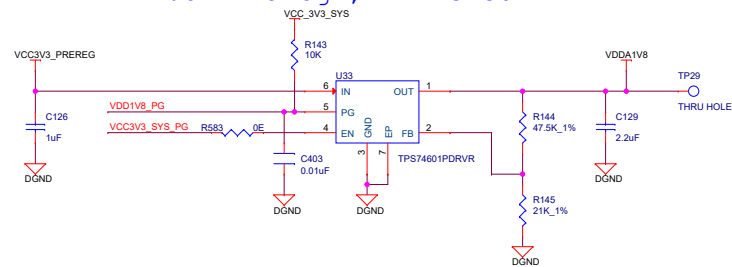 VCC_3V3_SYS
VCC3V3_PREREG
R143
10K
VDDA1V8
U33
TP29
6
IN
OUT
1
THRU HOLE
VDD1V8_PG
5
PG
C126
1uF
R144
47.5K_1%
C129
2.2uF
VCC3V3_SYS_PG
R583
0E
4
EN
GND
EP
FB
2
3
7
TPS74601PDRVR
C403
0.01uF
DGND
R145
21K_1%
DGND
DGND
DGND
DGND